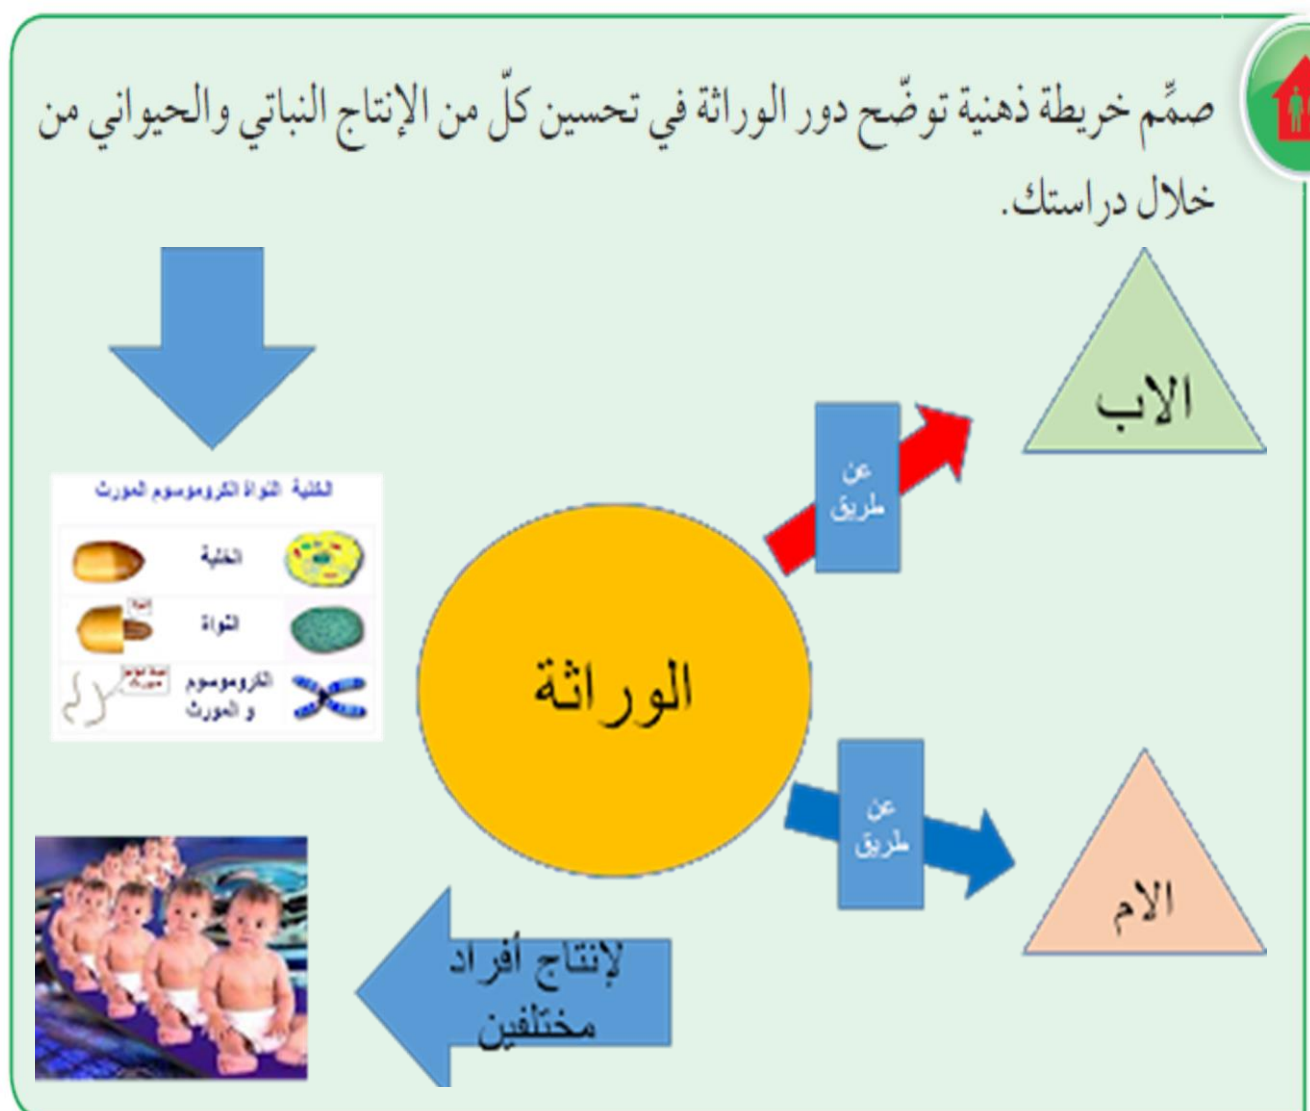 صمِّم خريطة ذهنية توضّح دور الوراثة في تحسين كلّ من الإنتاج النباتي والحيواني من
خلال دراستك.
الاب
عن
طريق
الخلية النواة الكروموسوم المورث
الخلية
النواة
الكروموسوم
و المورث
الوراثة
عن
طريق
الام
لإنتاج أفراد
مختلفين